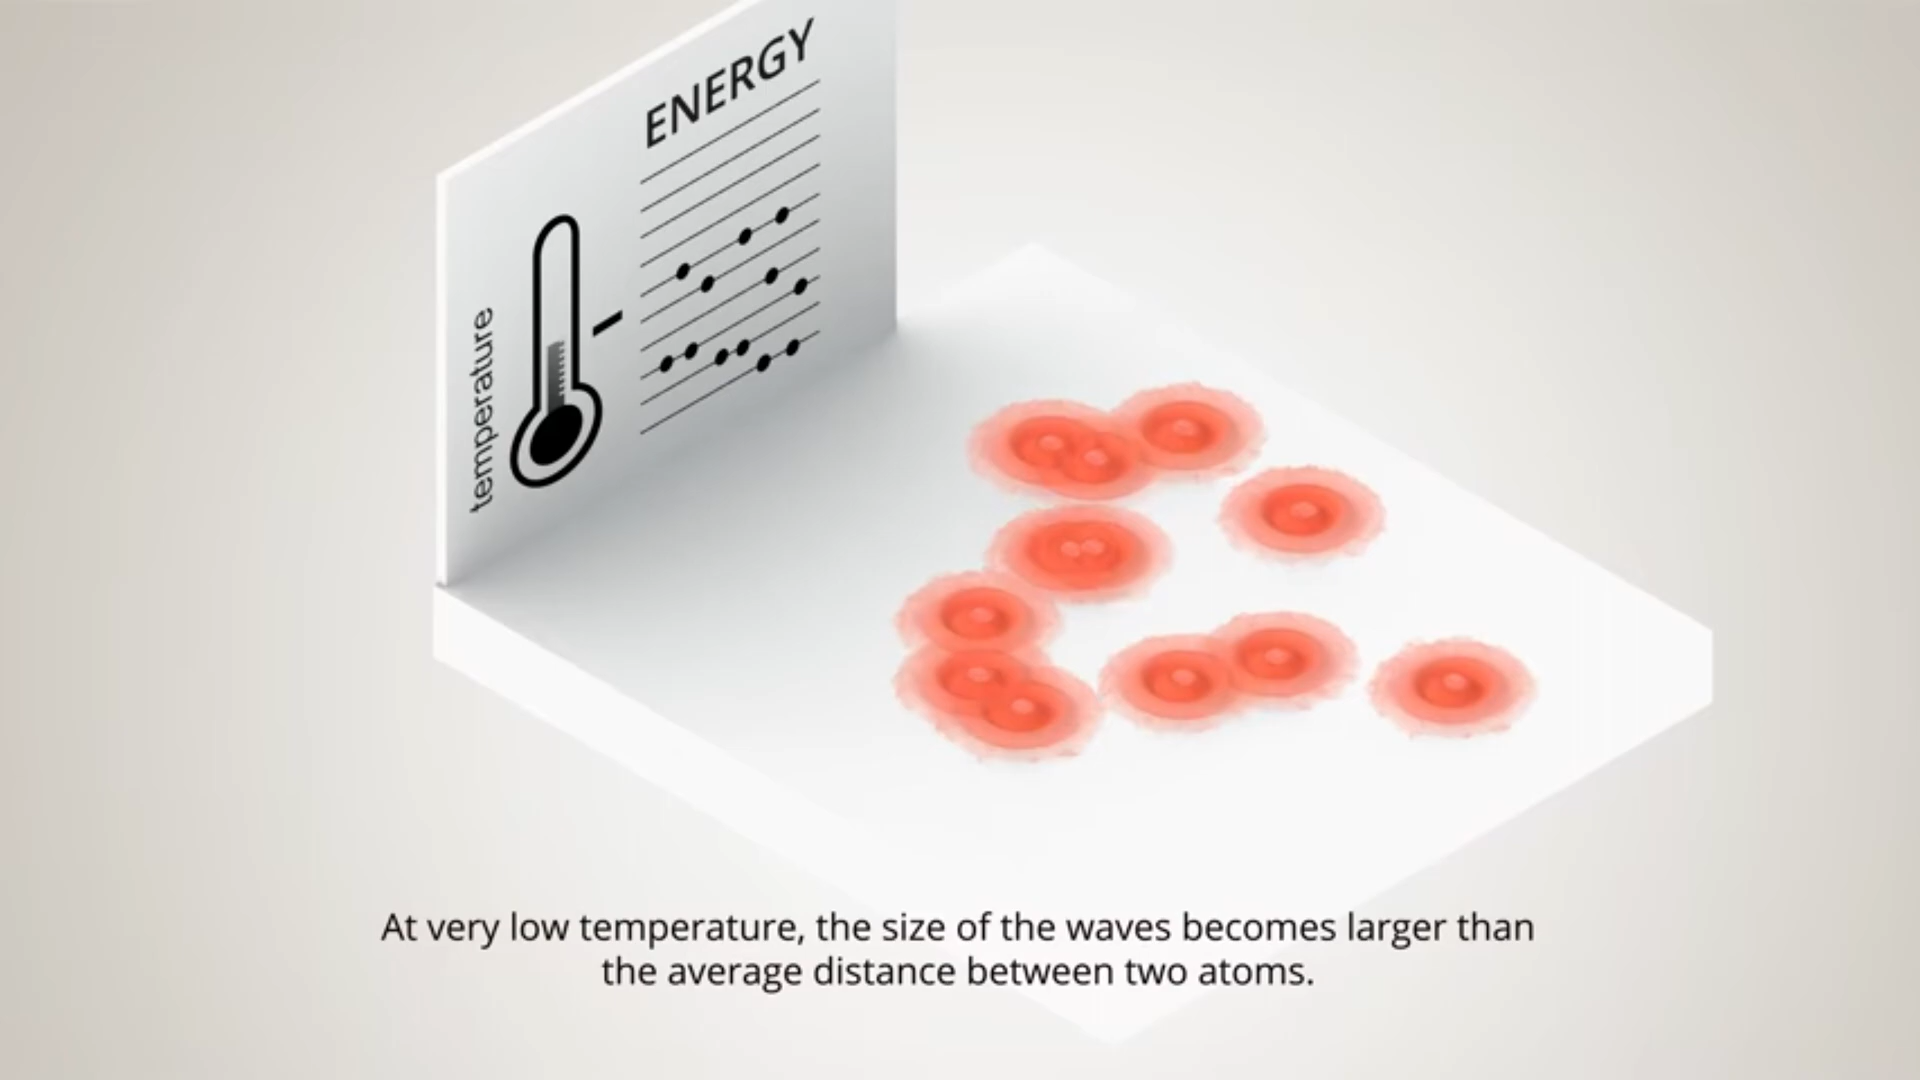 ENERGY
temperature
At very low temperature, the size of the waves becomes larger than
the average distance between two atoms.